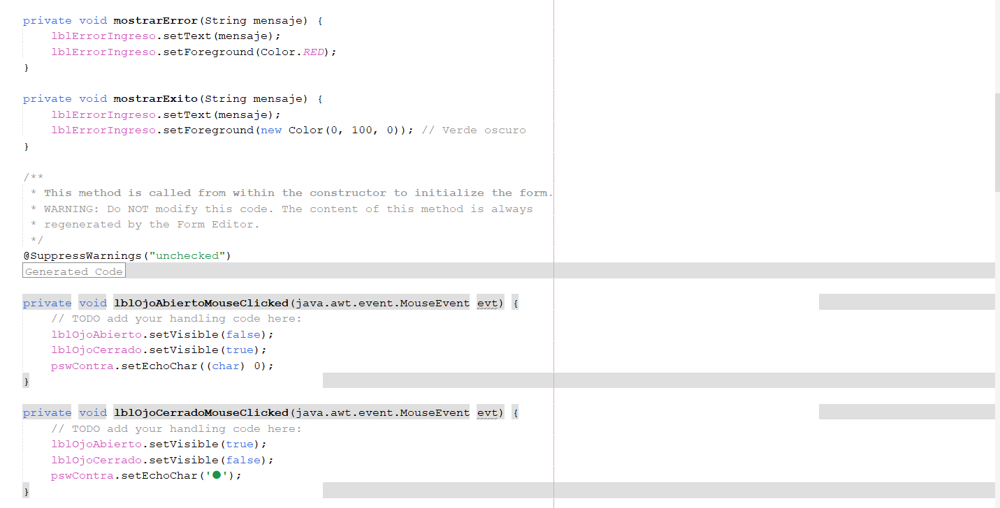 private void mostrarError(String mensaje) {
    lblErrorIngreso.setText(mensaje);
    lblErrorIngreso.setForeground(Color.RED);
}
private void mostrarExito(String mensaje) {
    lblErrorIngreso.setText(mensaje);
    lblErrorIngreso.setForeground(new Color(0, 100, 0)); // Verde oscuro
}
/**
 * This method is called from within the constructor to initialize the form.
 * WARNING: Do NOT modify this code. The content of this method is always
 * regenerated by the Form Editor.
 */
@SuppressWarnings("unchecked")
Generated Code
private void lblOjoAbiertoMouseClicked(java.awt.event.MouseEvent evt) {
    // TODO add your handling code here:
    lblOjoAbierto.setVisible(false);
    lblOjoCerrado.setVisible(true);
    pswContra.setEchoChar((char) 0);
}
private void lblOjoCerradoMouseClicked(java.awt.event.MouseEvent evt) {
    // TODO add your handling code here:
    lblOjoAbierto.setVisible(true);
    lblOjoCerrado.setVisible(false);
    pswContra.setEchoChar('●');
}